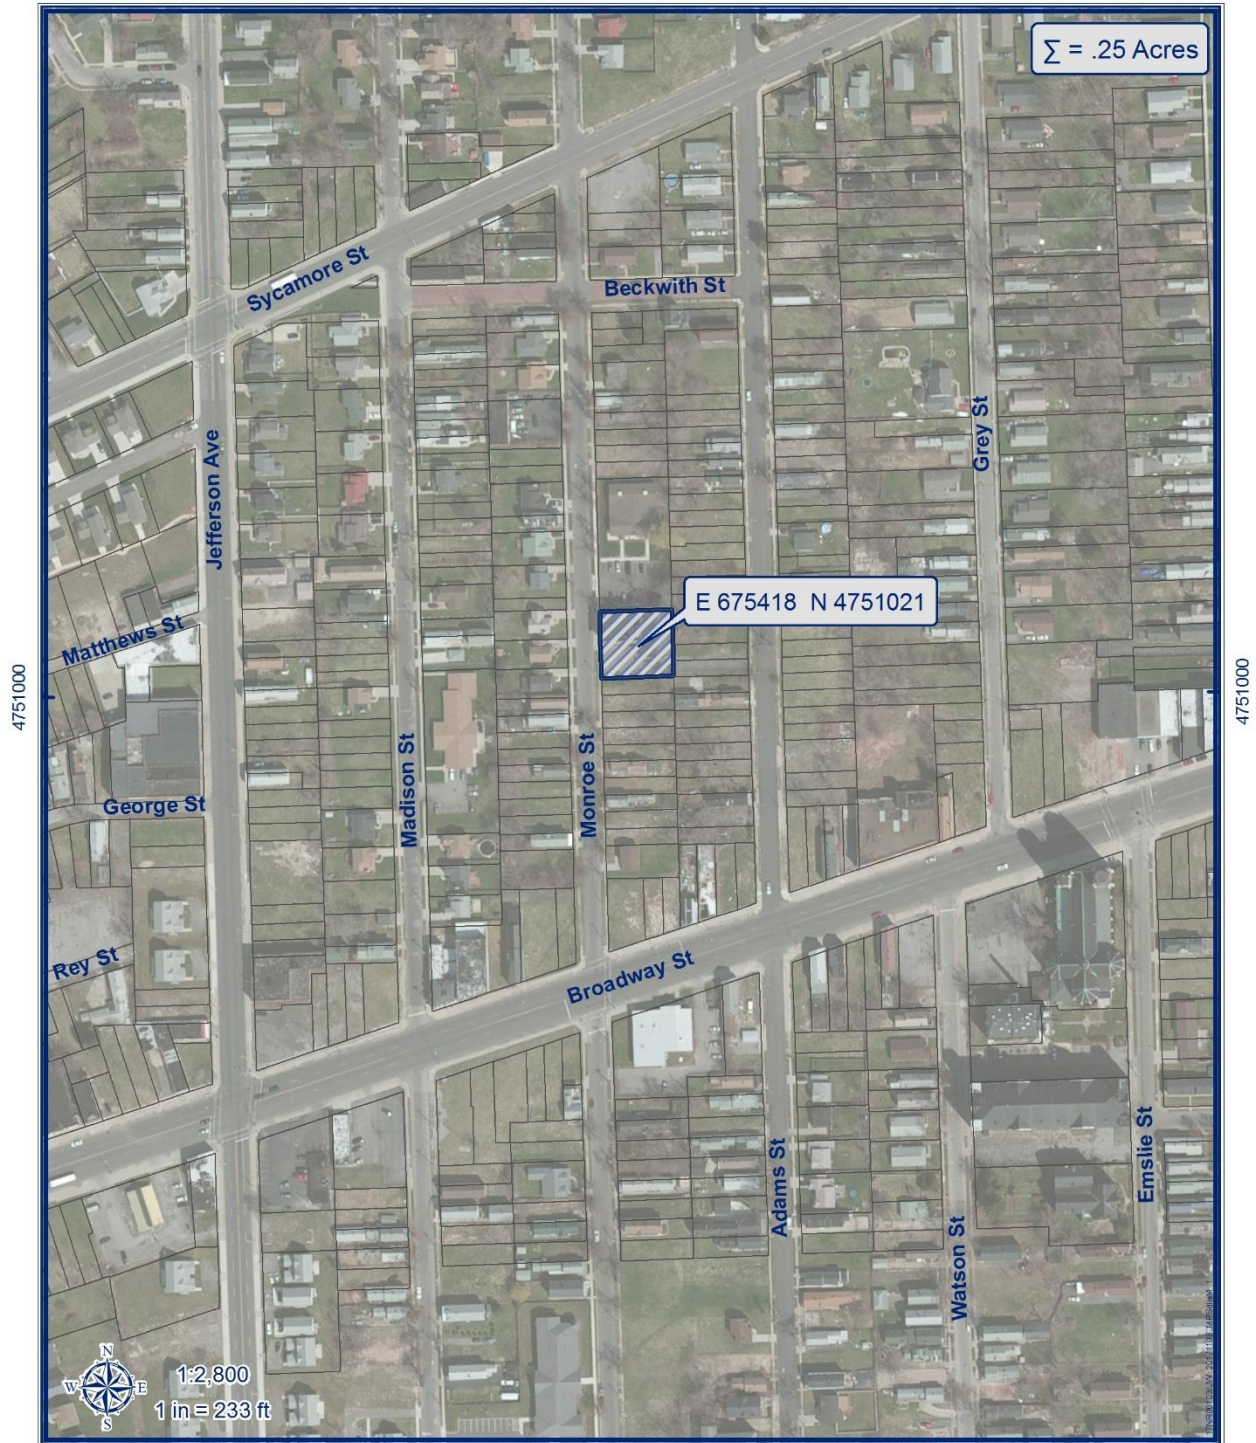 Σ = .25 Acres
Sycamore St
Beckwith St
Jefferson Ave
Grey St
E 675418 N 4751021
Matthews St
4751000
4751000
Madison St
Monroe St
George St
Rey St
Broadway St
Adams St
Emslie St
Watson St
N
W
E
S
1:2,800
1 in = 233 ft